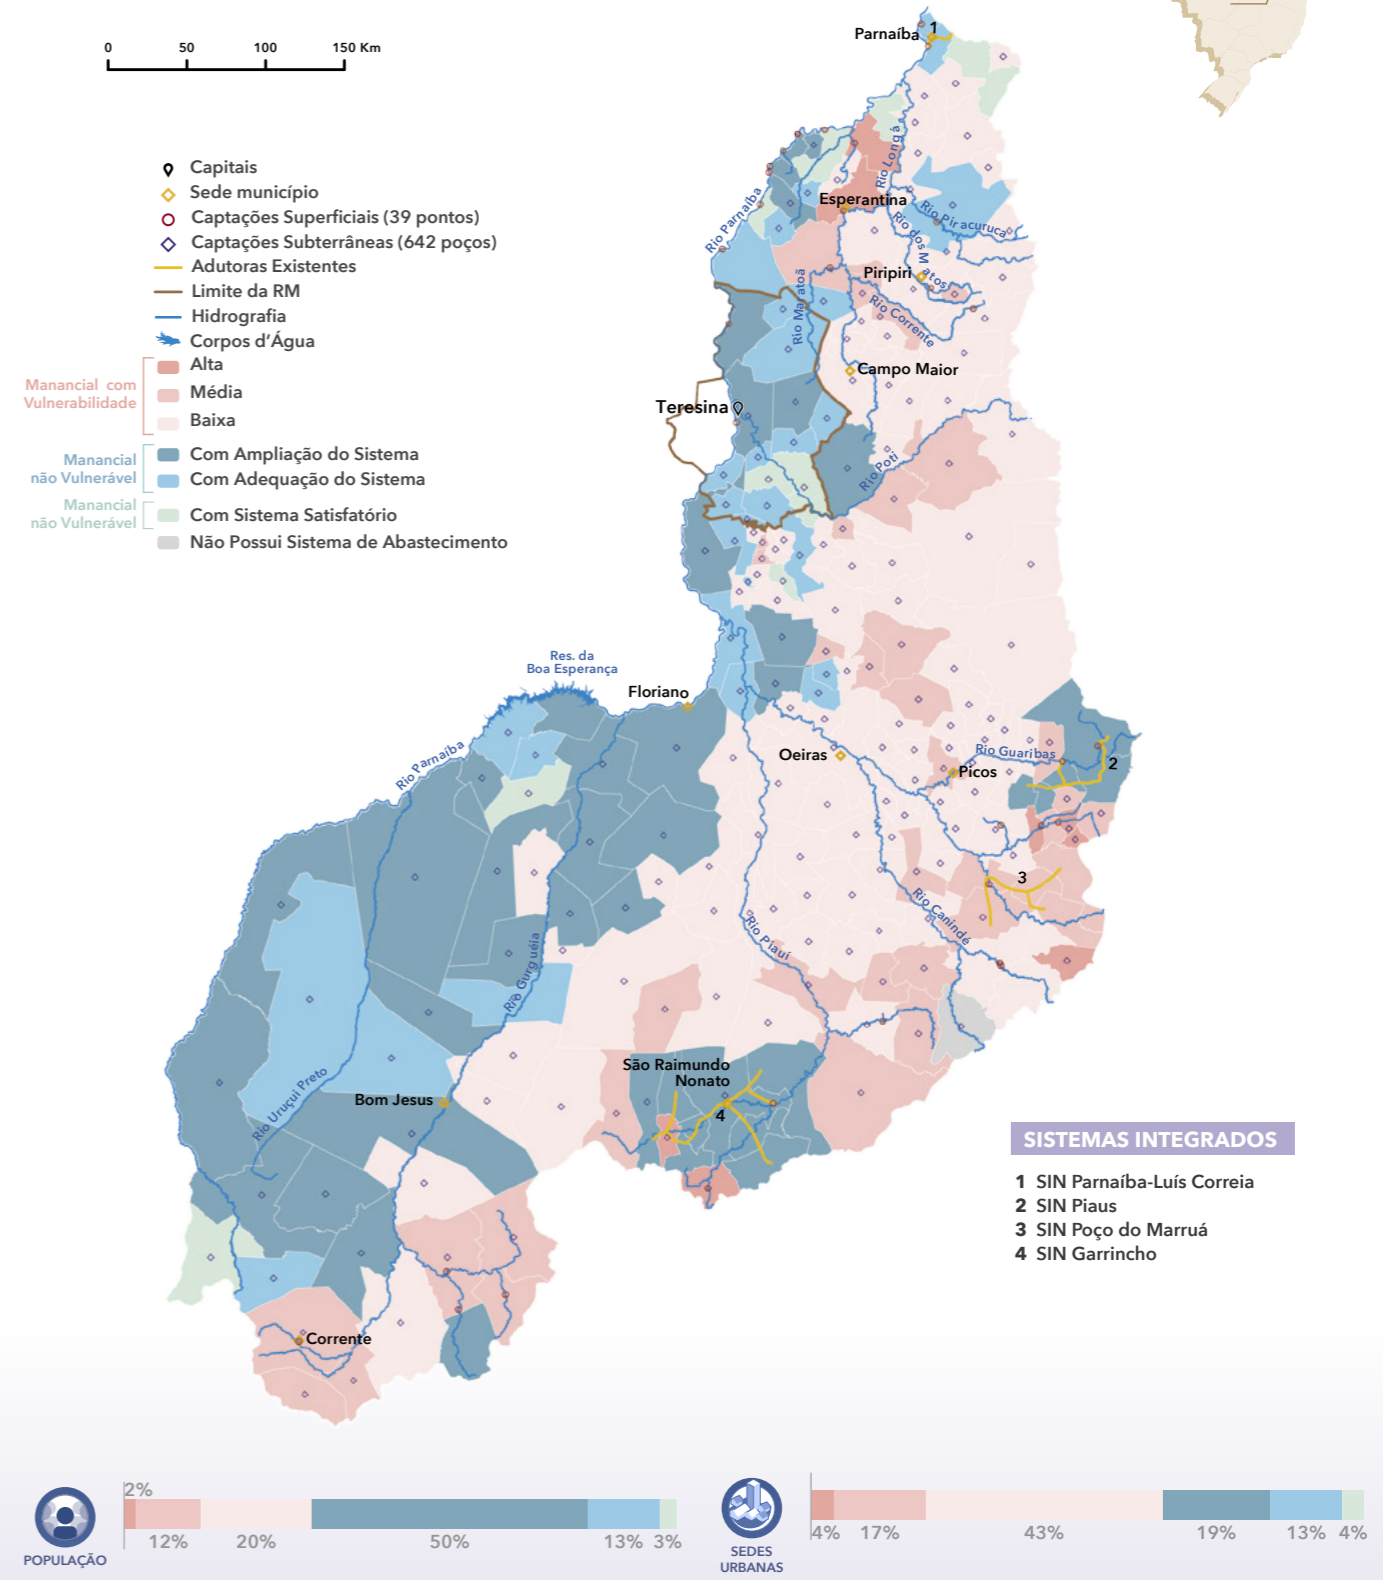 0 50 100 150 Km
Capitais
Sede município
Captações Superficiais (39 pontos)
Captações Subterrâneas (642 poços)
Adutoras Existentes
Limite da RM
Hidrografia
Corpos d'Água
Manancial com
Vulnerabilidade
Alta
Média
Baixa
Manancial
não Vulnerável
Com Ampliação do Sistema
Com Adequação do Sistema
Manancial
não Vulnerável
Com Sistema Satisfatório
Não Possui Sistema de Abastecimento
Parnaíba
1
Rio Longá
Rio Parnaíba
Esperantina
Rio Piracuruca
Rio dos Matos
Piripiri
Rio Maratoã
Rio Corrente
Campo Maior
Teresina
Rio Poti
Res. da
Boa Esperança
Floriano
Rio Parnaíba
Oeiras
Rio Guaribas
Picos
2
3
Rio Canindé
Rio Piauí
Rio Gurguéia
São Raimundo
Nonato
4
Rio Uruçui Preto
Bom Jesus
Corrente
SISTEMAS INTEGRADOS
1 SIN Parnaíba-Luís Correia
2 SIN Piaus
3 SIN Poço do Marruá
4 SIN Garrincho
POPULAÇÃO
2%
12% 20% 50% 13% 3%
SEDES
URBANAS
4% 17% 43% 19% 13% 4%